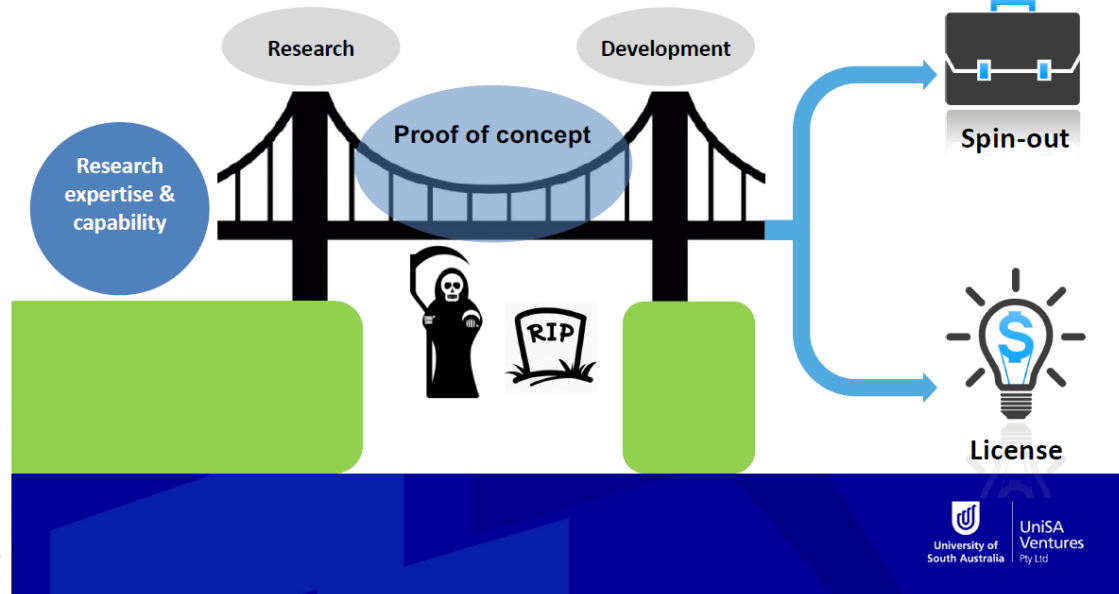 Research
Development
Proof of concept
Research
expertise &
capability
RIP
Spin-out
$
License
University of
South Australia
UniSA
Ventures
Pty Ltd